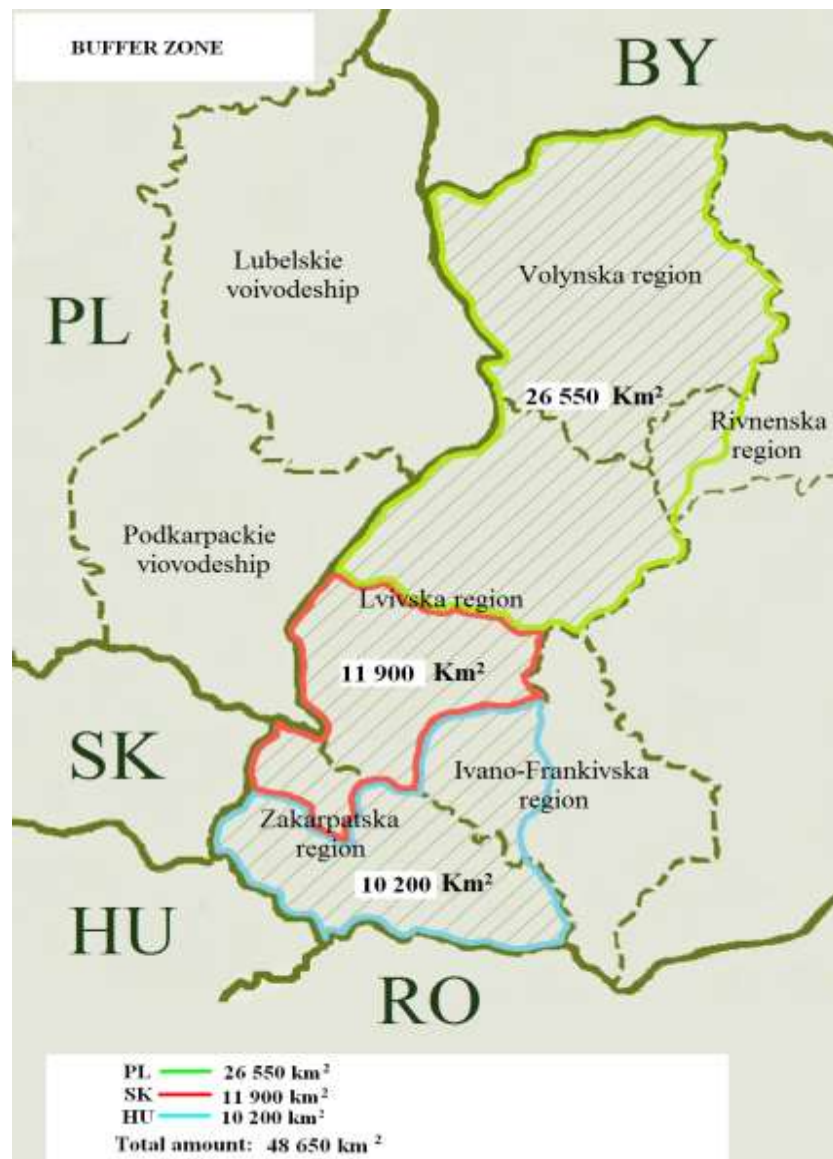 BUFFER ZONE
BY
Lubelskie
voivodeship
Volynska region
PL
26 550 Km²
Rivnenska
region
Podkarpackie
viovodeship
Lvivska region
11 900 Km²
SK
Ivano-Frankivska
region
Zakarpatska
region
10 200 Km²
HU
RO
PL 26 550 km²
SK 11 900 km²
HU 10 200 km²
Total amount: 48 650 km²